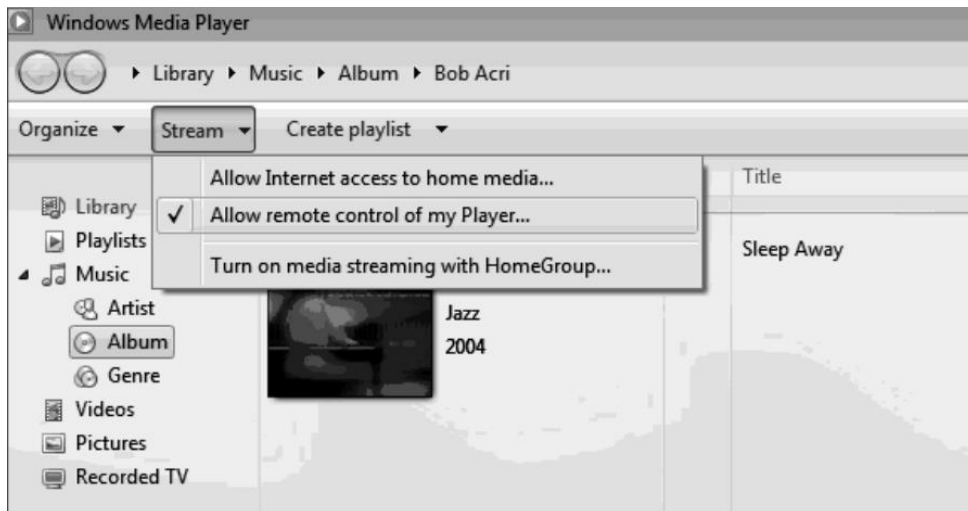 Windows Media Player
Library Music Album Bob Acri
Organize Stream Create playlist
Allow Internet access to home media...
Allow remote control of my Player...
Turn on media streaming with HomeGroup...
Library
Playlists
Music
Artist
Album
Genre
Videos
Pictures
Recorded TV
Jazz
2004
Title
Sleep Away